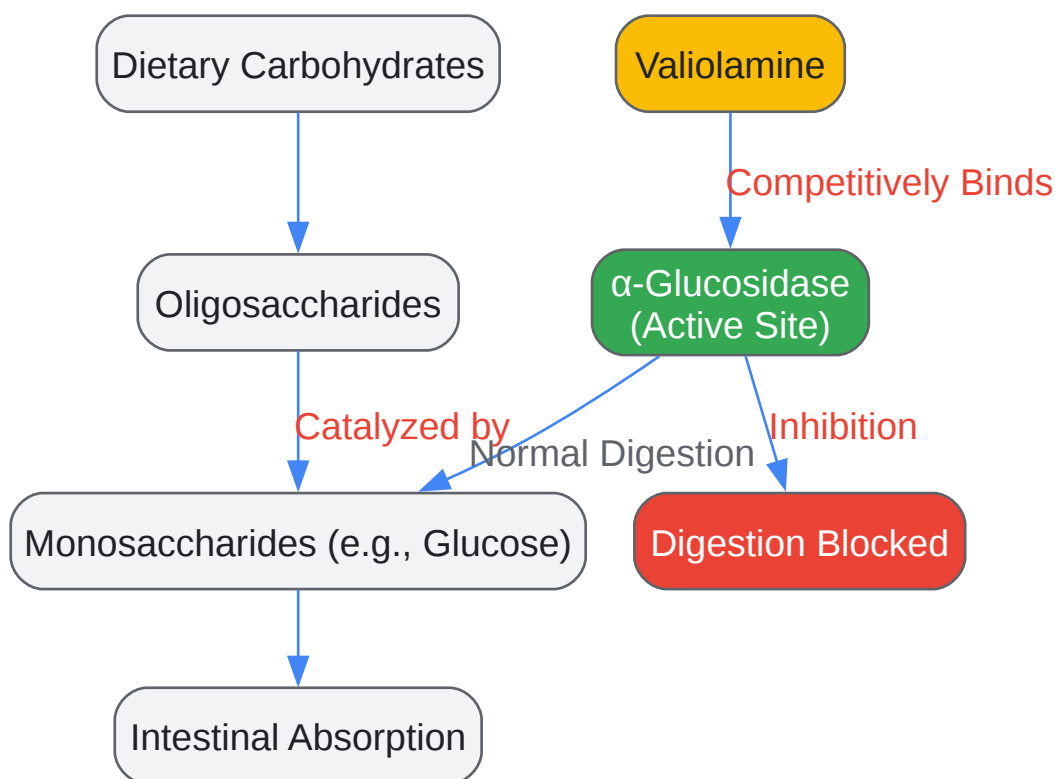 Dietary Carbohydrates
Valiolamine
Competitively Binds
Oligosaccharides
α-Glucosidase
(Active Site)
Catalyzed by
Inhibition
Normal Digestion
Monosaccharides (e.g., Glucose)
Digestion Blocked
Intestinal Absorption